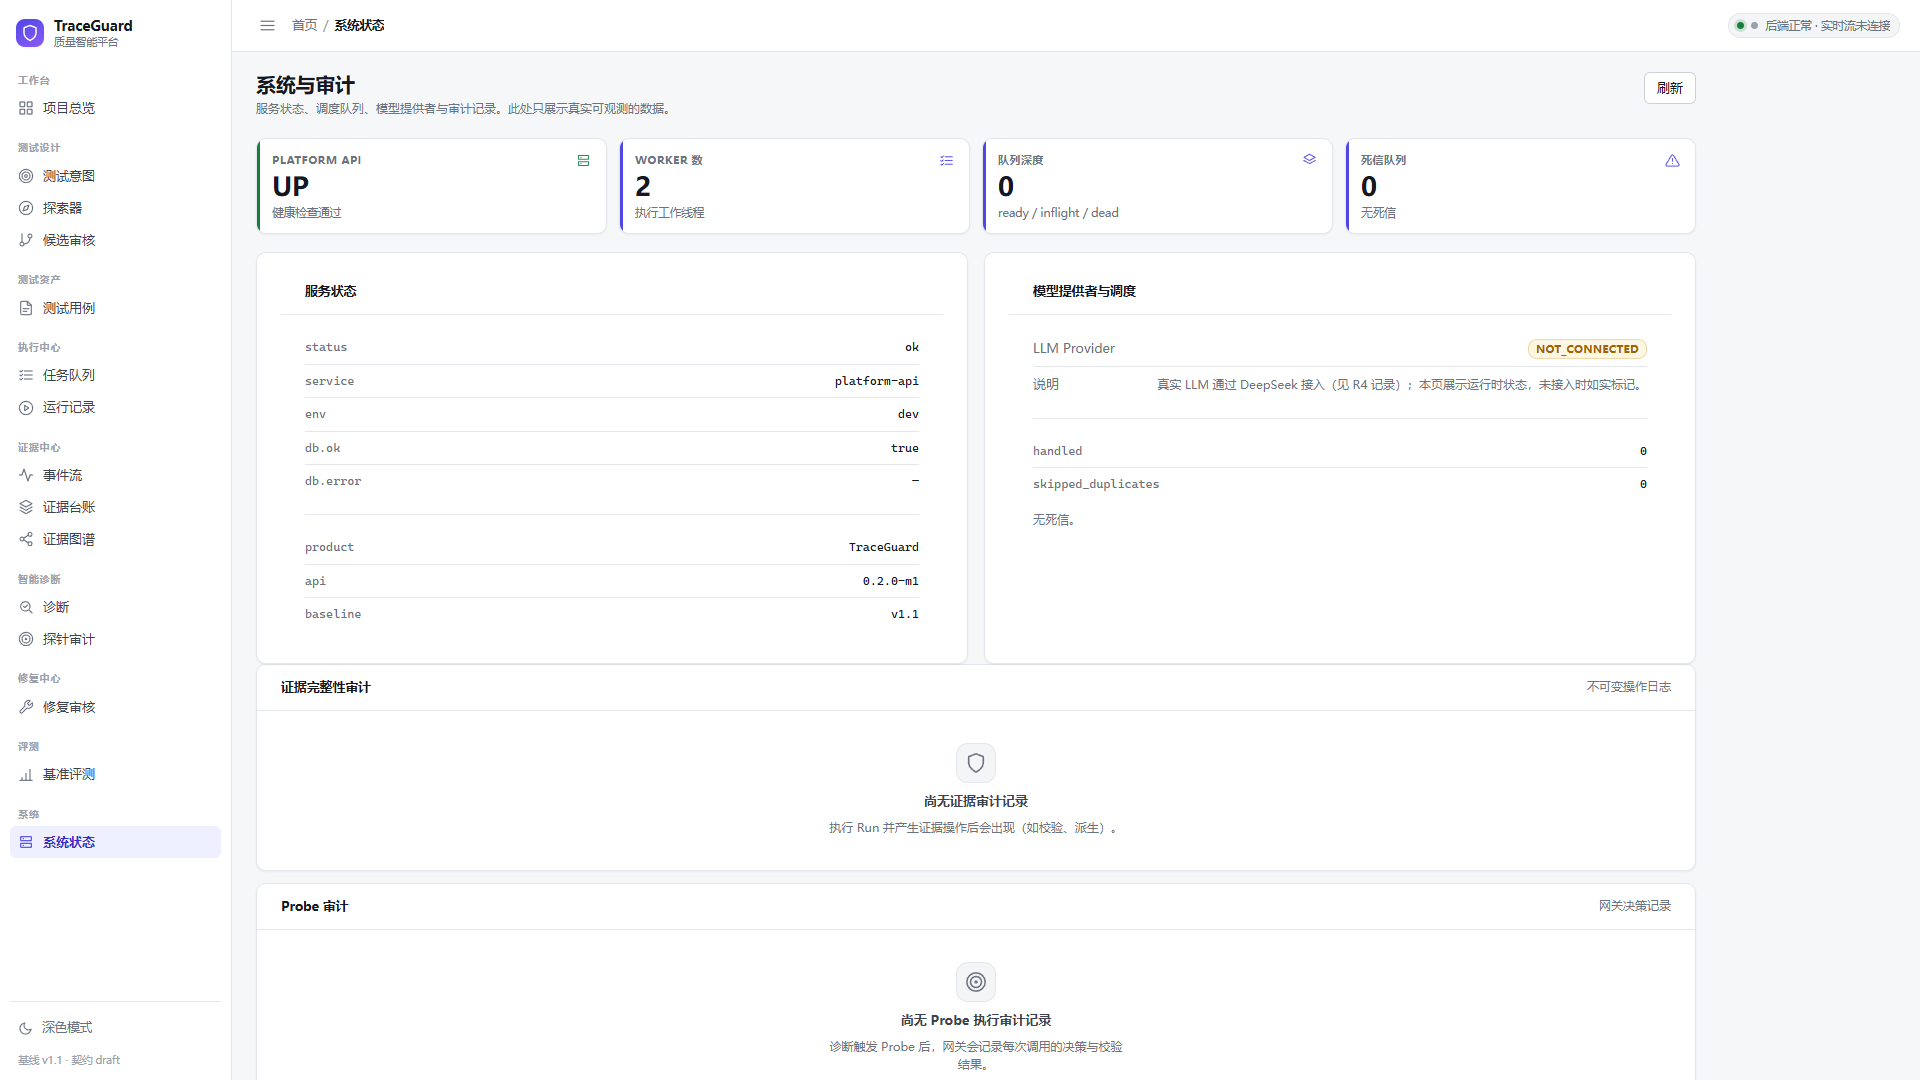 TraceGuard
质量智能平台
工作台
项目总览
测试设计
测试意图
探索器
候选审核
测试资产
测试用例
执行中心
任务队列
运行记录
证据中心
事件流
证据台账
证据图谱
智能诊断
诊断
探针审计
修复中心
修复审核
评测
基准评测
系统
系统状态
深色模式
基线 v1.1 · 契约 draft
首页 / 系统状态
后端正常 · 实时流未连接
系统与审计
服务状态、调度队列、模型提供者与审计记录。此处只展示真实可观测的数据。
刷新
PLATFORM API
UP
健康检查通过
WORKER 数
2
执行工作线程
队列深度
0
ready / inflight / dead
死信队列
0
无死信
服务状态
status ok
service platform-api
env dev
db.ok true
db.error —
product TraceGuard
api 0.2.0-m1
baseline v1.1
模型提供者与调度
LLM Provider NOT_CONNECTED
说明 真实 LLM 通过 DeepSeek 接入（见 R4 记录）；本页展示运行时状态，未接入时如实标记。
handled 0
skipped_duplicates 0
无死信。
证据完整性审计 不可变操作日志
尚无证据审计记录
执行 Run 并产生证据操作后会出现（如校验、派生）。
Probe 审计 网关决策记录
尚无 Probe 执行审计记录
诊断触发 Probe 后，网关会记录每次调用的决策与校验
结果。